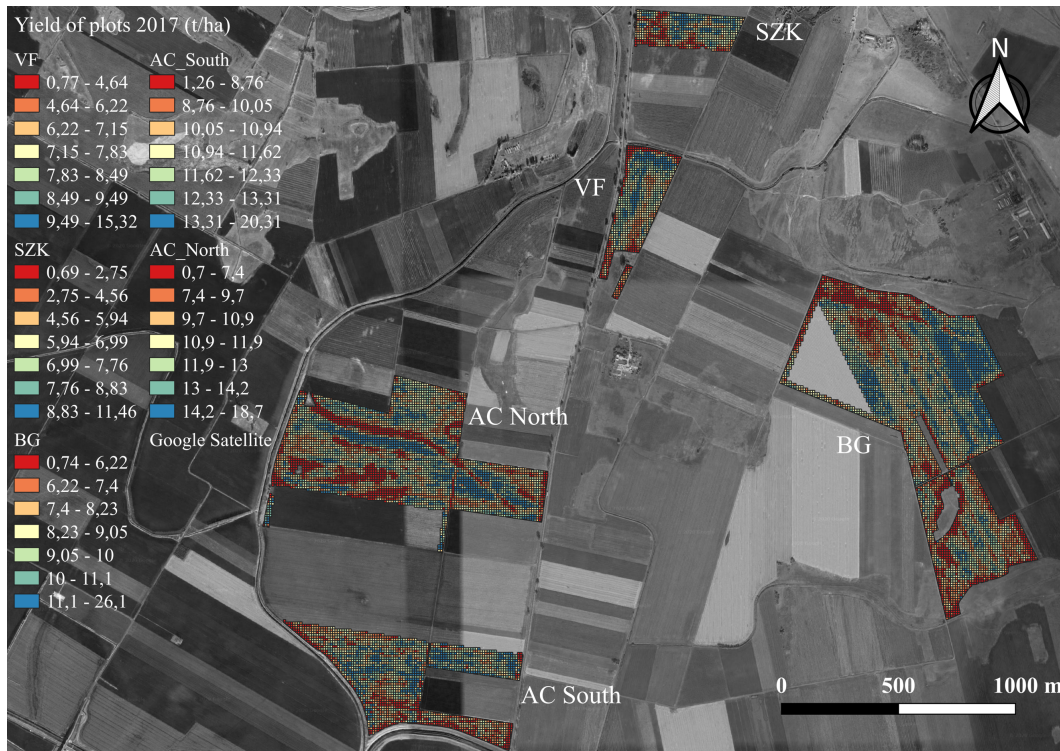 Yield of plots 2017 (t/ha)
VF
0,77 - 4,64
4,64 - 6,22
6,22 - 7,15
7,15 - 7,83
7,83 - 8,49
8,49 - 9,49
9,49 - 15,32
AC_South
1,26 - 8,76
8,76 - 10,05
10,05 - 10,94
10,94 - 11,62
11,62 - 12,33
12,33 - 13,31
13,31 - 20,31
SZK
0,69 - 2,75
2,75 - 4,56
4,56 - 5,94
5,94 - 6,99
6,99 - 7,76
7,76 - 8,83
8,83 - 11,46
AC_North
0,7 - 7,4
7,4 - 9,7
9,7 - 10,9
10,9 - 11,9
11,9 - 13
13 - 14,2
14,2 - 18,7
BG
0,74 - 6,22
6,22 - 7,4
7,4 - 8,23
8,23 - 9,05
9,05 - 10
10 - 11,1
11,1 - 26,1
Google Satellite
SZK
N
VF
AC North
BG
AC South
0 500 1000 m